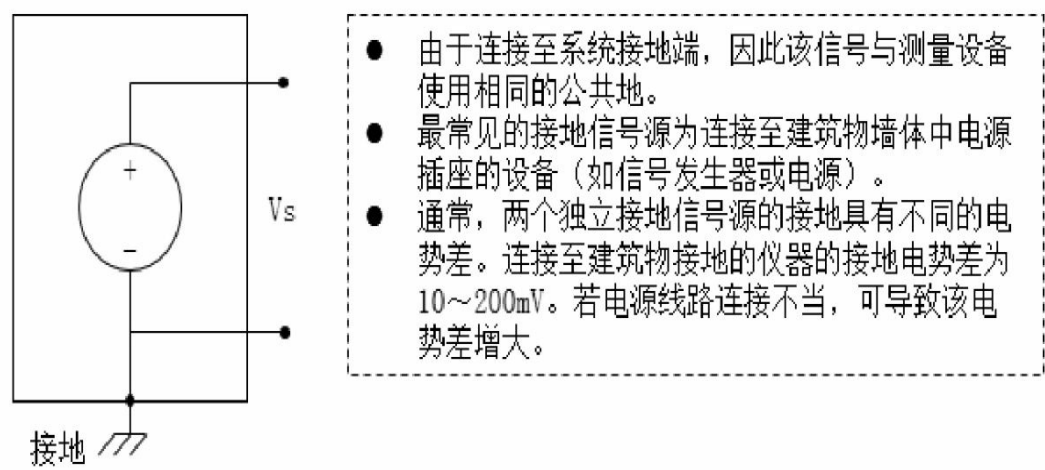 +
−
Vs
接地
● 由于连接至系统接地端，因此该信号与测量设备
使用相同的公共地。
● 最常见的接地信号源为连接至建筑物墙体中电源
插座的设备（如信号发生器或电源）。
● 通常，两个独立接地信号源的接地具有不同的电
势差。连接至建筑物接地的仪器的接地电势差为
10～200mV。若电源线路连接不当，可导致该电
势差增大。